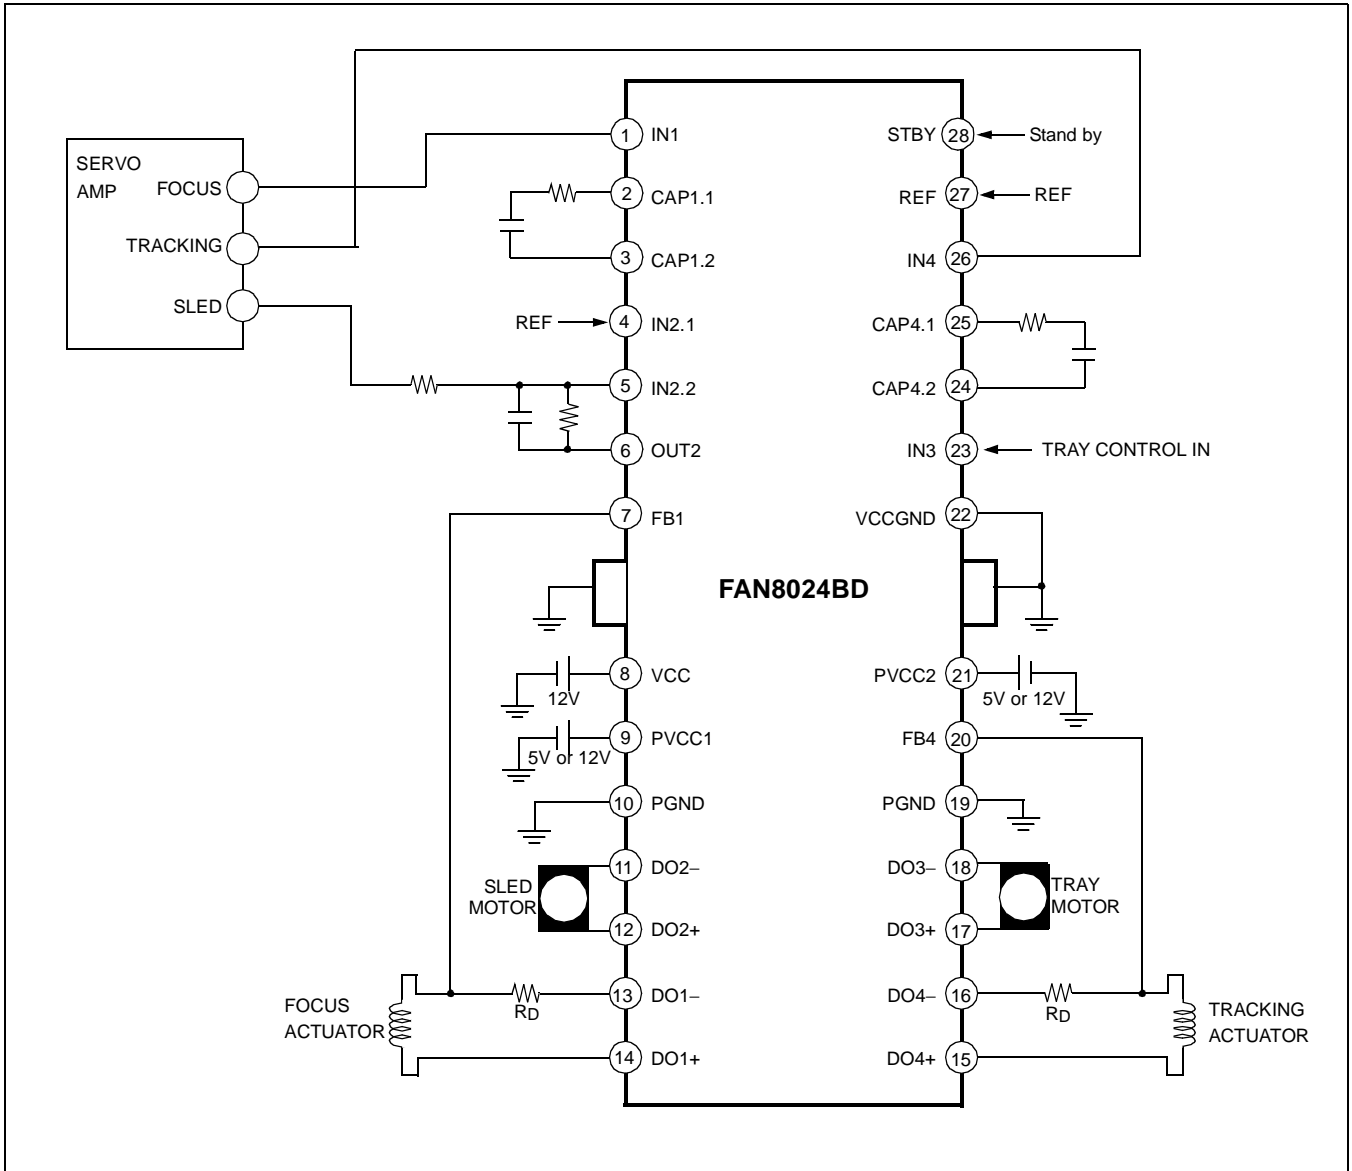 SERVO
AMP
FOCUS
TRACKING
SLED
1 IN1
2 CAP1.1
3 CAP1.2
REF 4 IN2.1
5 IN2.2
6 OUT2
7 FB1
8 VCC
12V
9 PVCC1
5V or 12V
10 PGND
11 DO2−
SLED
MOTOR
12 DO2+
13 DO1−
RD
FOCUS
ACTUATOR
14 DO1+
FAN8024BD
STBY 28 Stand by
REF 27 REF
IN4 26
CAP4.1 25
CAP4.2 24
IN3 23 TRAY CONTROL IN
VCCGND 22
PVCC2 21
5V or 12V
FB4 20
PGND 19
DO3− 18
TRAY
MOTOR
DO3+ 17
DO4− 16
RD
TRACKING
ACTUATOR
DO4+ 15